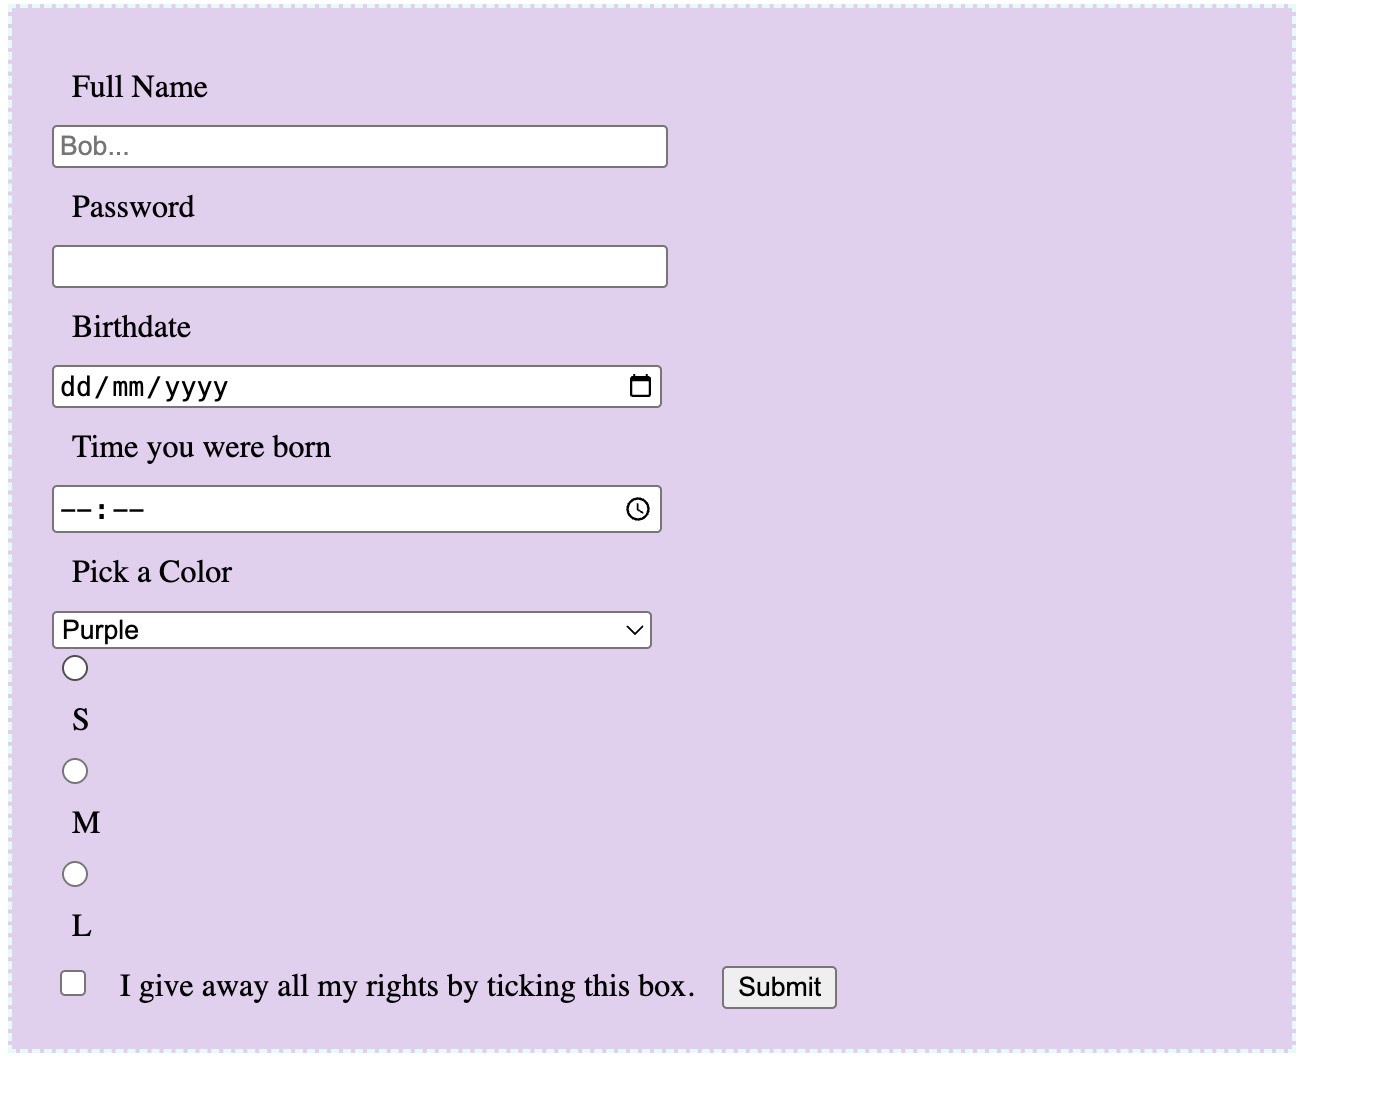 Full Name
Bob...
Password
Birthdate
dd/mm/yyyy
Time you were born
--:--
Pick a Color
Purple
S
M
L
I give away all my rights by ticking this box. Submit